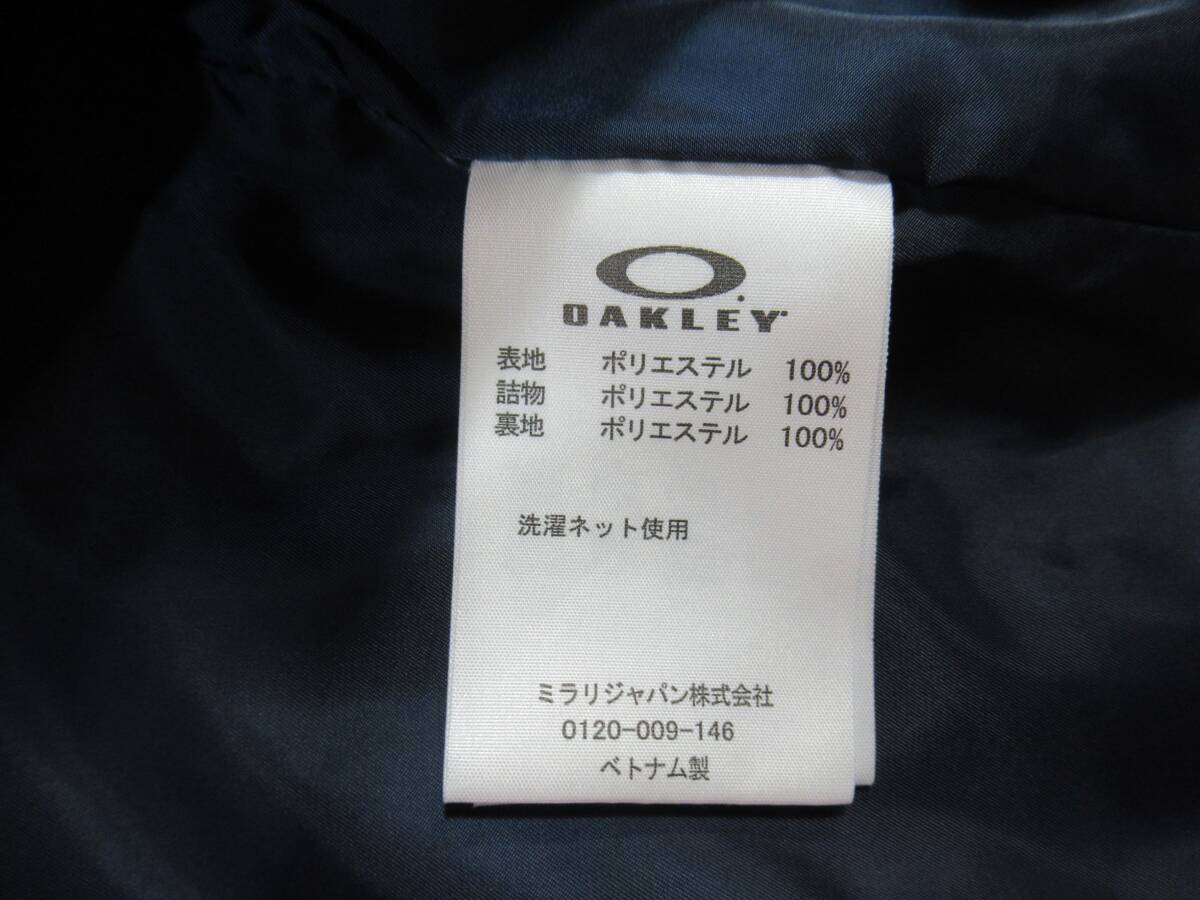 OAKLEY
表地 ポリエステル 100%
詰物 ポリエステル 100%
裏地 ポリエステル 100%
洗濯ネット使用
ミラリジャパン株式会社
0120-009-146
ベトナム製